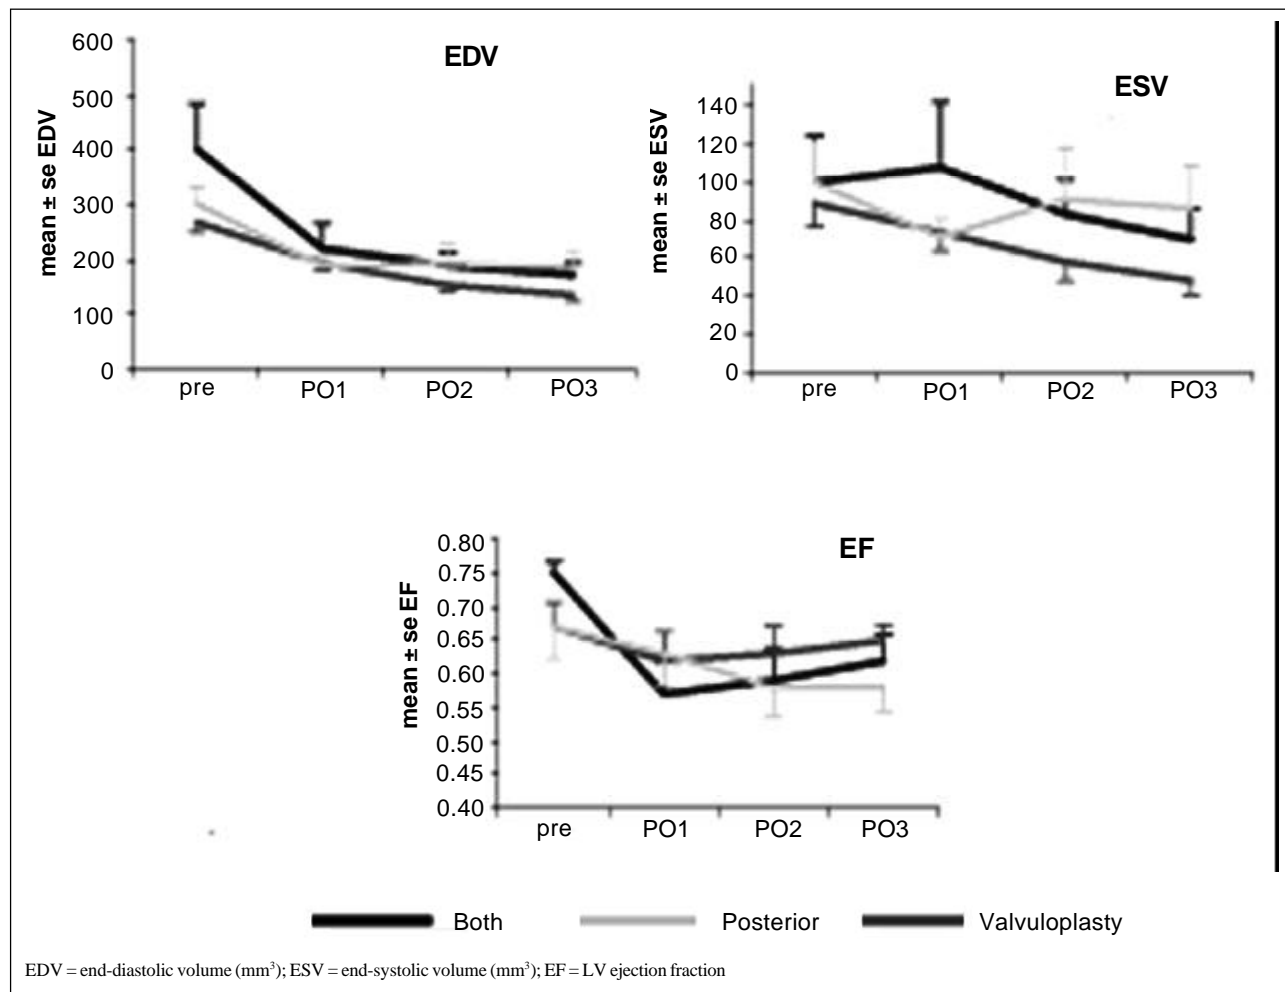 EDV
mean ± se EDV
600
500
400
300
200
100
0
pre PO1 PO2 PO3
ESV
mean ± se ESV
140
120
100
80
60
40
20
0
pre PO1 PO2 PO3
EF
mean ± se EF
0.80
0.75
0.70
0.65
0.60
0.55
0.50
0.45
0.40
pre PO1 PO2 PO3
Both Posterior Valvuloplasty
EDV = end-diastolic volume (mm³); ESV = end-systolic volume (mm³); EF = LV ejection fraction